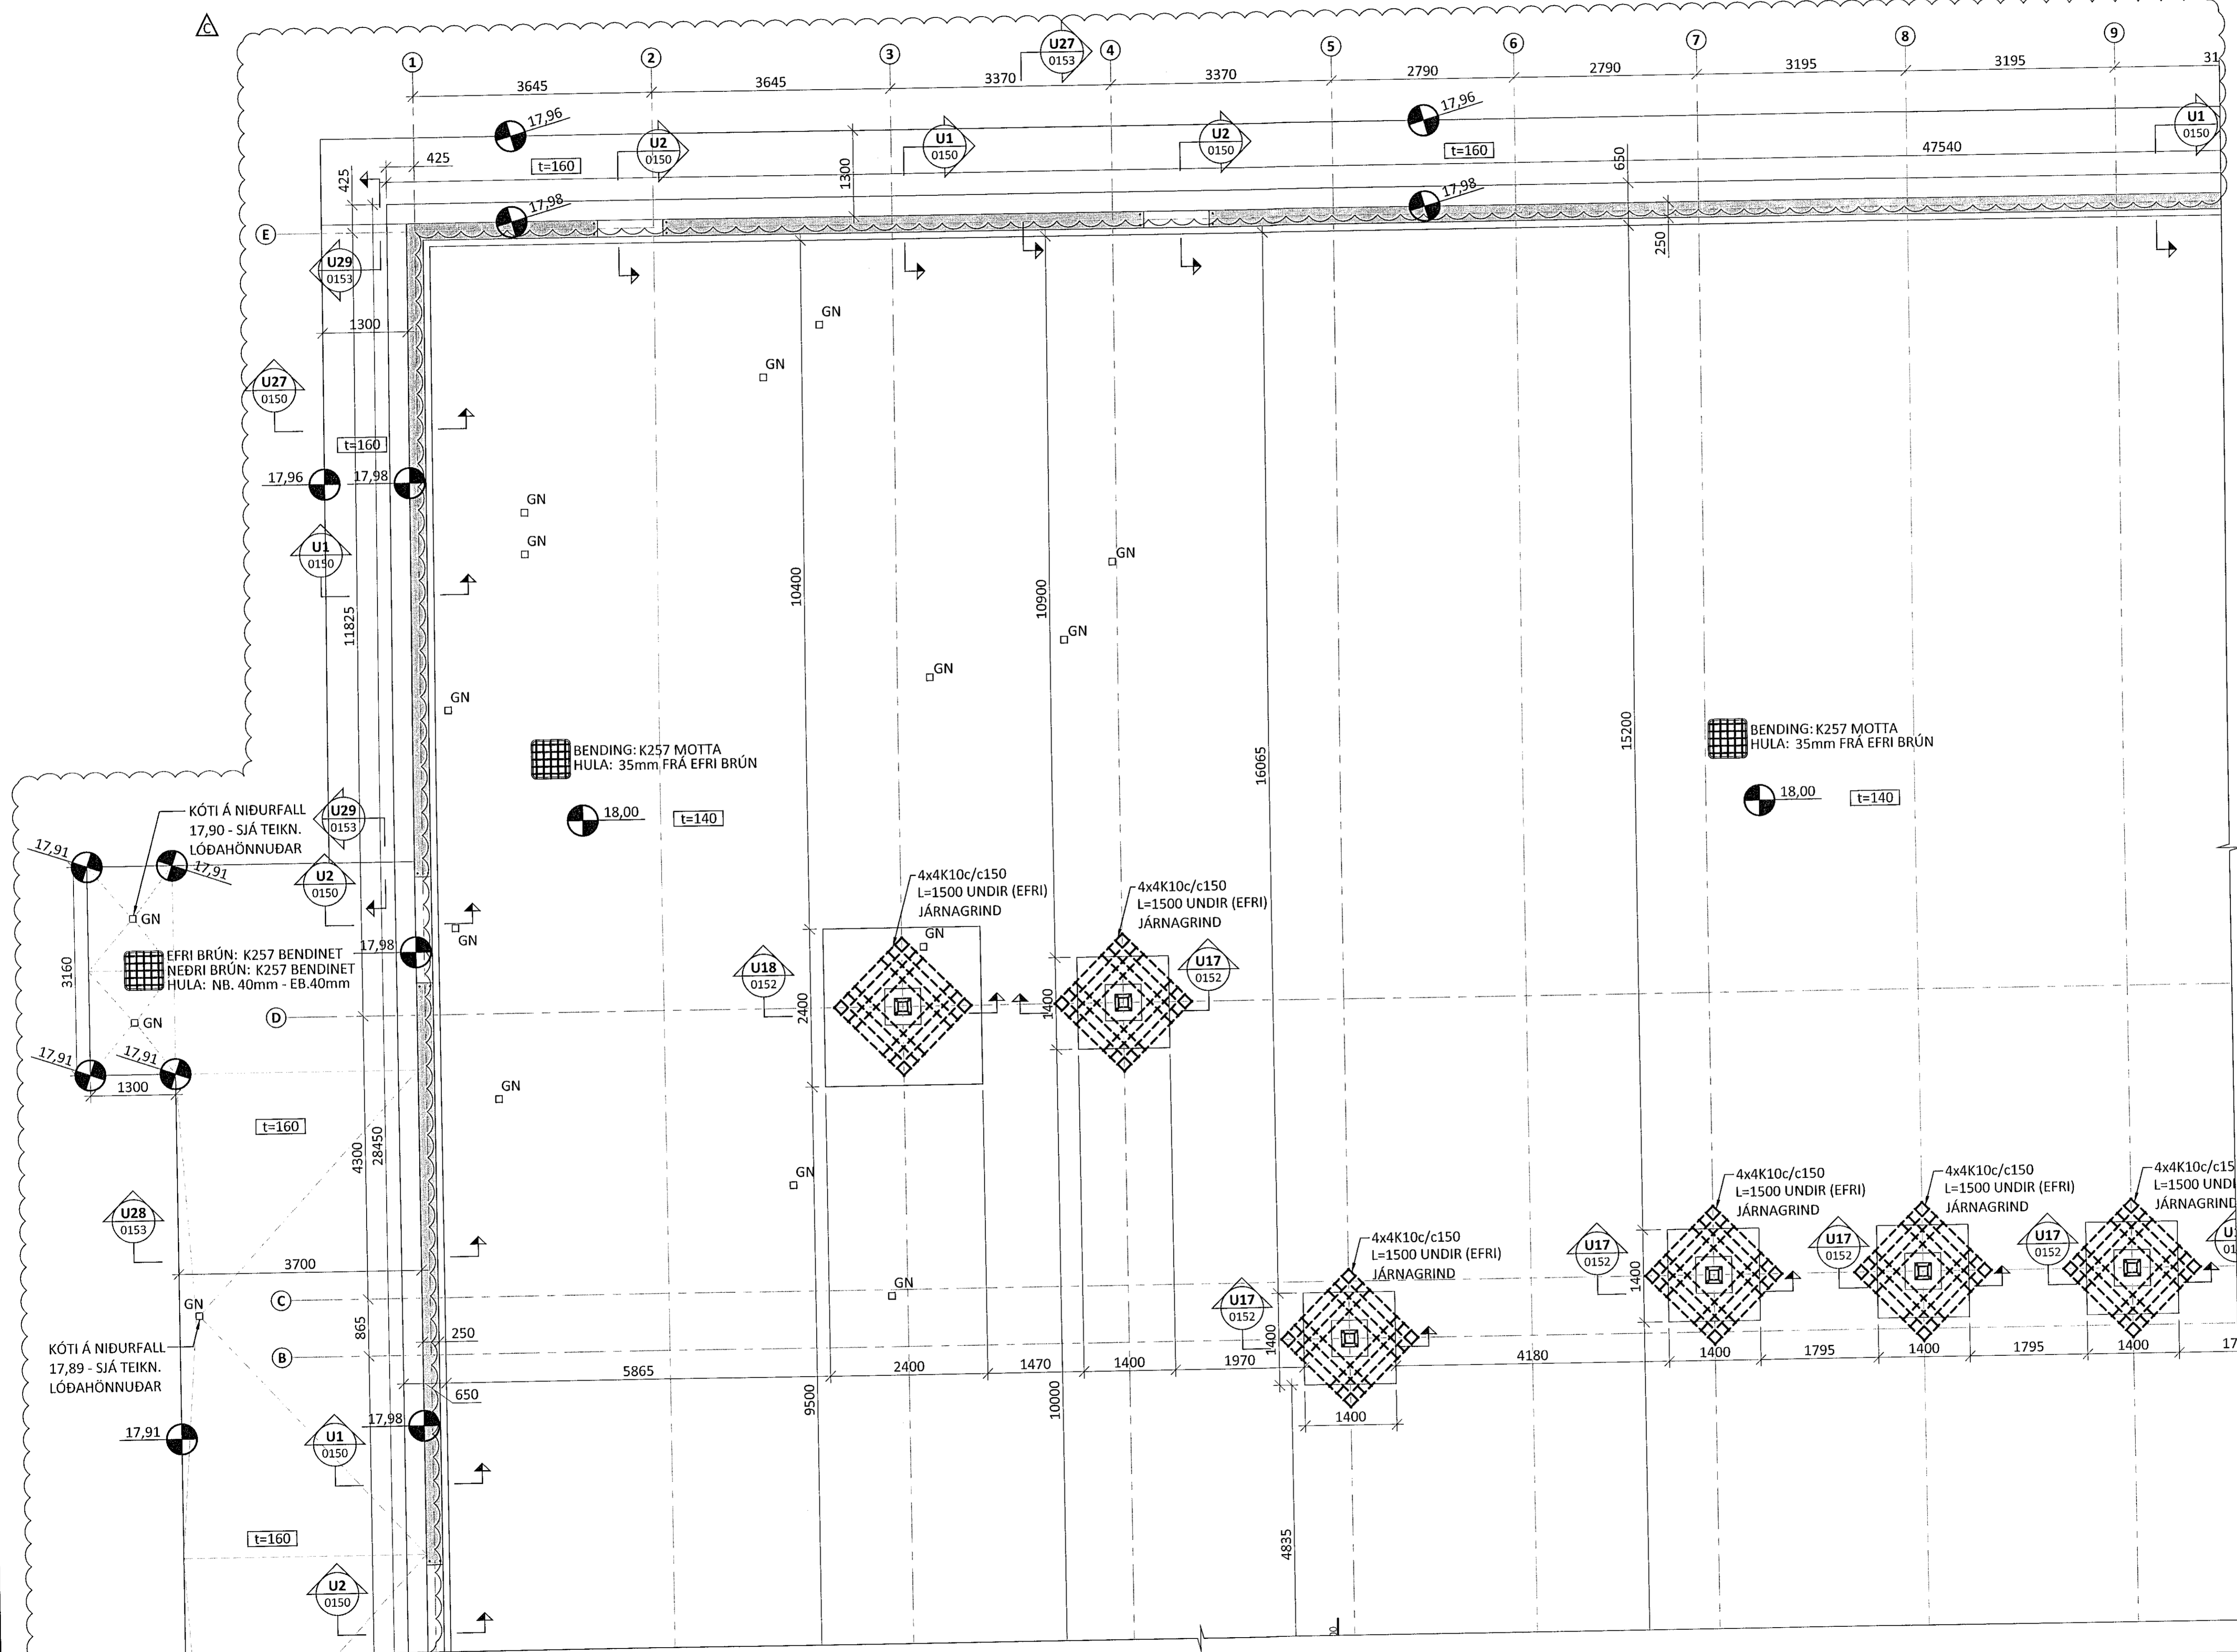 C
1
2
3
U27
0153
4
5
6
7
8
9
3645
3645
3370
3370
2790
2790
3195
3195
31
17,96
17,96
U2
0150
U1
0150
U2
0150
U1
0150
t=160
t=160
425
425
1300
650
47540
17,98
17,98
E
250
U29
0153
1300
GN
GN
U27
0150
t=160
17,96
17,98
GN
GN
GN
U1
0150
10400
10900
11825
GN
GN
GN
BENDING: K257 MOTTA
HULA: 35mm FRÁ EFRI BRÚN
16065
15200
BENDING: K257 MOTTA
HULA: 35mm FRÁ EFRI BRÚN
18,00
t=140
18,00
t=140
KÓTI Á NIÐURFALL
17,90 - SJÁ TEIKN.
LÓÐAHÖNNUÐAR
U29
0153
17,91
17,91
U2
0150
4x4K10c/c150
L=1500 UNDIR (EFRI)
JÁRNAGRIND
4x4K10c/c150
L=1500 UNDIR (EFRI)
JÁRNAGRIND
GN
GN
GN
17,98
EFRI BRÚN: K257 BENDINET
NEÐRI BRÚN: K257 BENDINET
HULA: NB. 40mm - EB.40mm
3160
U18
0152
U17
0152
2400
1400
GN
D
17,91
17,91
1300
GN
t=160
4300
28450
GN
U28
0153
3700
GN
C
GN
865
250
B
650
KÓTI Á NIÐURFALL
17,89 - SJÁ TEIKN.
LÓÐAHÖNNUÐAR
4x4K10c/c150
L=1500 UNDIR (EFRI)
JÁRNAGRIND
4x4K10c/c150
L=1500 UNDIR (EFRI)
JÁRNAGRIND
4x4K10c/c150
L=1500 UNDIR (EFRI)
JÁRNAGRIND
4x4K10c/c15
L=1500 UNDI
JÁRNAGRIND
U17
0152
U17
0152
U17
0152
U17
0152
U
01
1400
1400
5865
2400
1470
1400
1970
4180
1400
1795
1400
1795
1400
17
1400
9500
10000
17,98
17,91
U1
0150
t=160
4835
U2
0150